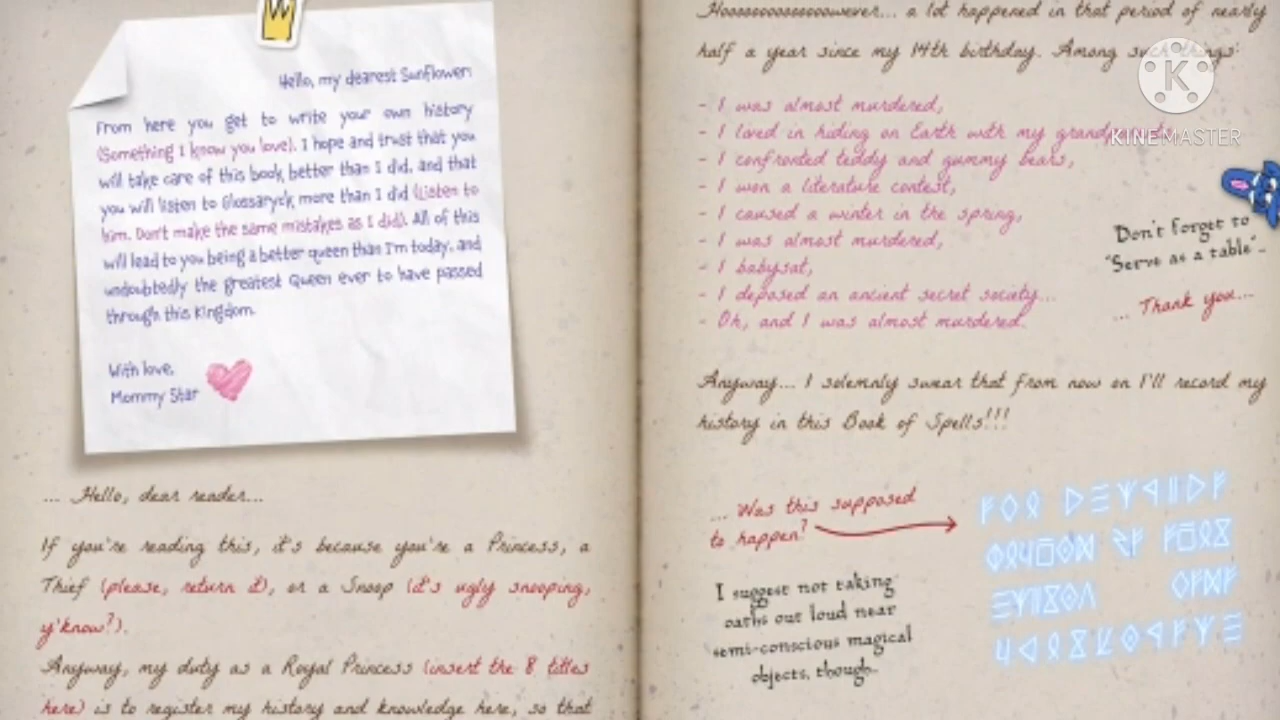 Hello, my dearest Sunflower:
From here you get to write your own history
(Something I know you love). I hope and trust that you
will take care of this book better than I did, and that
you will listen to Glossaryck more than I did (Listen to
him. Don't make the same mistakes as I did). All of this
will lead to you being a better queen than I'm today, and
undoubtedly the greatest Queen ever to have passed
through this Kingdom.
With love,
Mommy Star
... Hello, dear reader...
If you're reading this, it's because you're a Princess, a
Thief (please, return it), or a Snoop (it's ugly snooping,
y'know?).
Anyway, my duty as a Royal Princess (insert the 8 titles
here) is to register my history and knowledge here, so that
half a year since my 14th birthday. Among such things:
- I was almost murdered,
- I lived in hiding on Earth with my
- I confronted teddy and gummy bears,
- I won a literature contest,
- I caused a winter in the spring,
- I was almost murdered,
- I babysat,
- I deposed an ancient secret society...
- Oh, and I was almost murdered.
Don't forget to
"Serve as a table"...
... Thank you...
Anyway... I solemnly swear that from now on I'll record my
history in this Book of Spells!!!
... Was this supposed
to happen?
I suggest not taking
oaths out loud near
semi-conscious magical
objects, though...
KINEMASTER